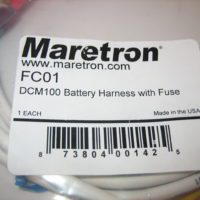 Maretron
www.maretron.com
FC01
DCM100 Battery Harness with Fuse
1 EACH
Made in the USA
8 73804 00142 5